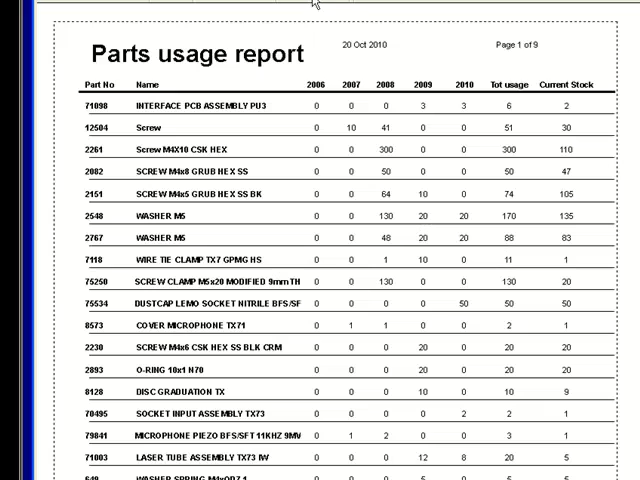 Parts usage report 20 Oct 2010 Page 1 of 9
Part No Name 2006 2007 2008 2009 2010 Tot usage Current Stock
71098 INTERFACE PCB ASSEMBLY PU3 0 0 0 3 3 6 2
12504 Screw 0 10 41 0 0 51 30
2261 Screw M4X10 CSK HEX 0 0 300 0 0 300 110
2082 SCREW M4x8 GRUB HEX SS 0 0 50 0 0 50 47
2151 SCREW M4x5 GRUB HEX SS BK 0 0 64 10 0 74 105
2548 WASHER M5 0 0 130 20 20 170 135
2767 WASHER M5 0 0 48 20 20 88 83
7118 WIRE TIE CLAMP TX7 GPMG HS 0 0 1 10 0 11 1
75250 SCREW CLAMP M5x20 MODIFIED 9mm TH 0 0 130 0 0 130 20
75534 DUSTCAP LEMO SOCKET NITRILE BFS/SF 0 0 0 0 50 50 50
8573 COVER MICROPHONE TX71 0 1 1 0 0 2 1
2230 SCREW M4x6 CSK HEX SS BLK CRM 0 0 0 20 0 20 20
2893 O-RING 10x1 N70 0 0 0 20 0 20 20
8128 DISC GRADUATION TX 0 0 0 10 0 10 9
70495 SOCKET INPUT ASSEMBLY TX73 0 0 0 0 2 2 1
79841 MICROPHONE PIEZO BFS/SFT 11KHZ 9MV 0 1 2 0 0 3 1
71003 LASER TUBE ASSEMBLY TX73 IW 0 0 0 12 8 20 5
649 WASHER SPRING 0 0 0 5 0 5 5